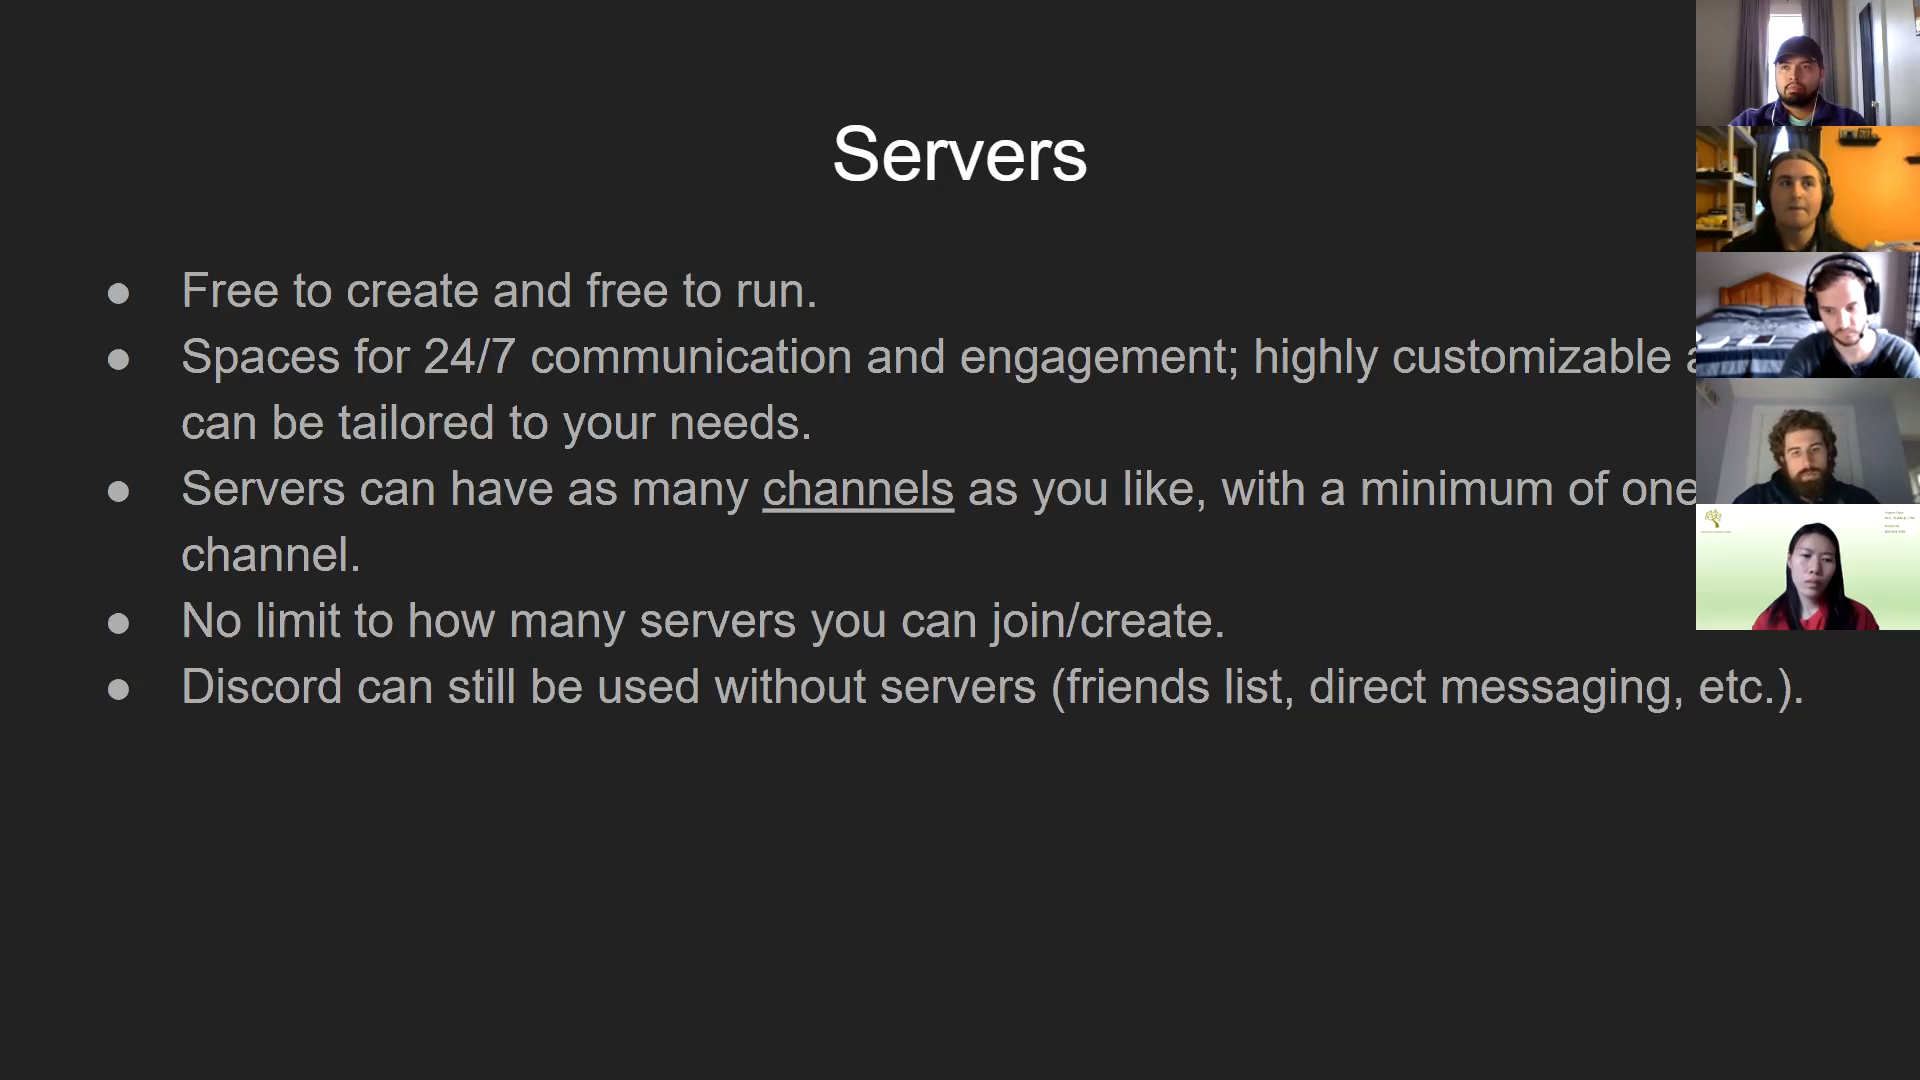 Servers
● Free to create and free to run.
● Spaces for 24/7 communication and engagement; highly customizable
can be tailored to your needs.
● Servers can have as many channels as you like, with a minimum of one
channel.
● No limit to how many servers you can join/create.
● Discord can still be used without servers (friends list, direct messaging, etc.).